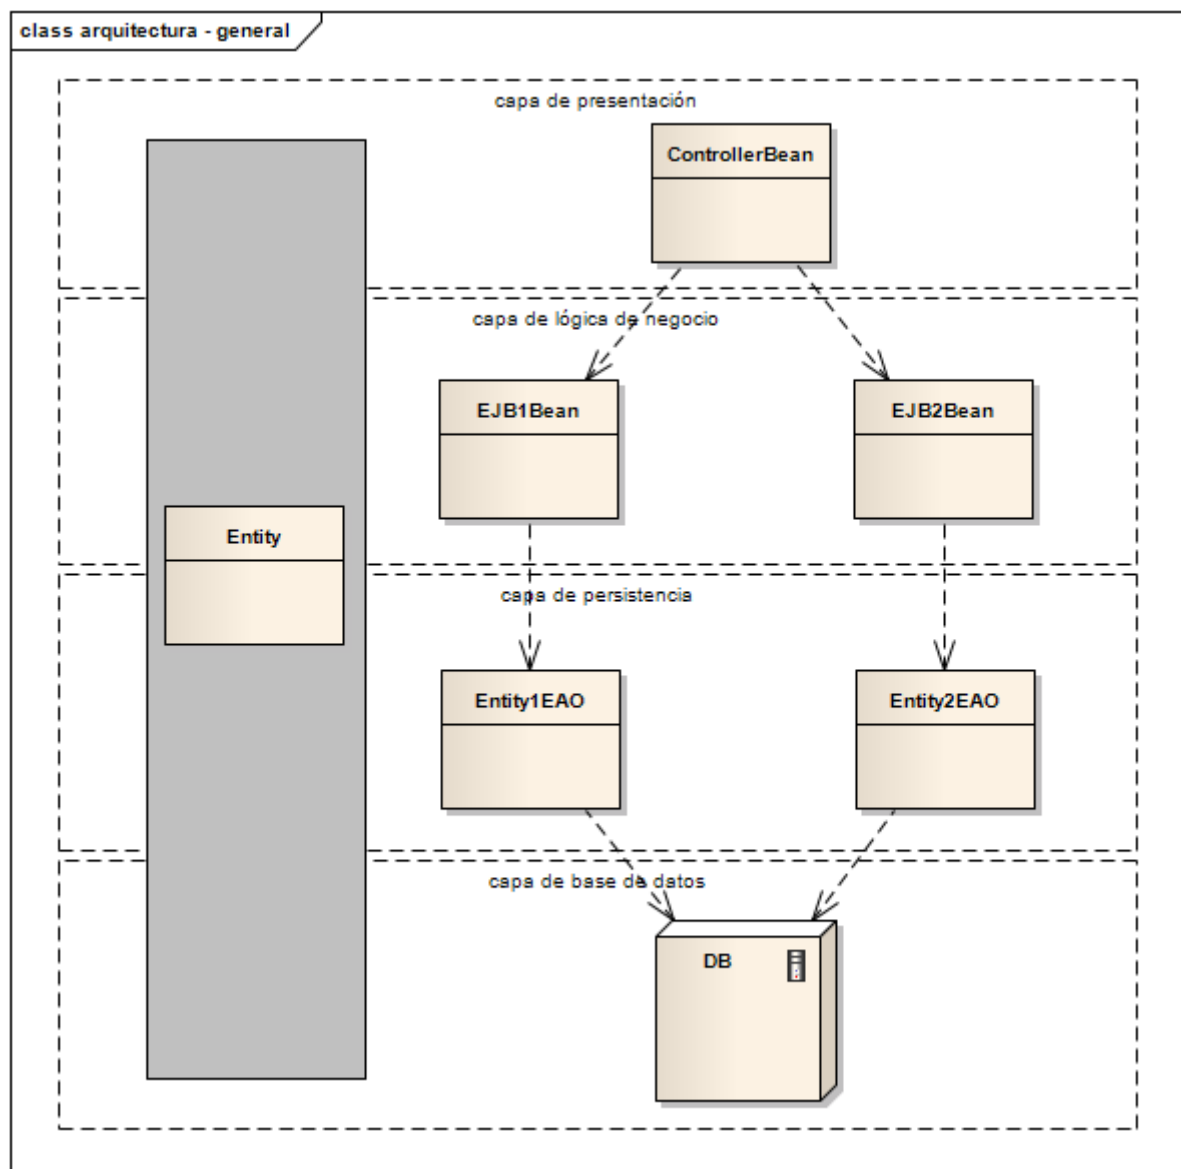 class arquitectura - general
capa de presentación
ControllerBean
capa de lógica de negocio
EJB1Bean
EJB2Bean
Entity
capa de persistencia
Entity1EAO
Entity2EAO
capa de base de datos
DB